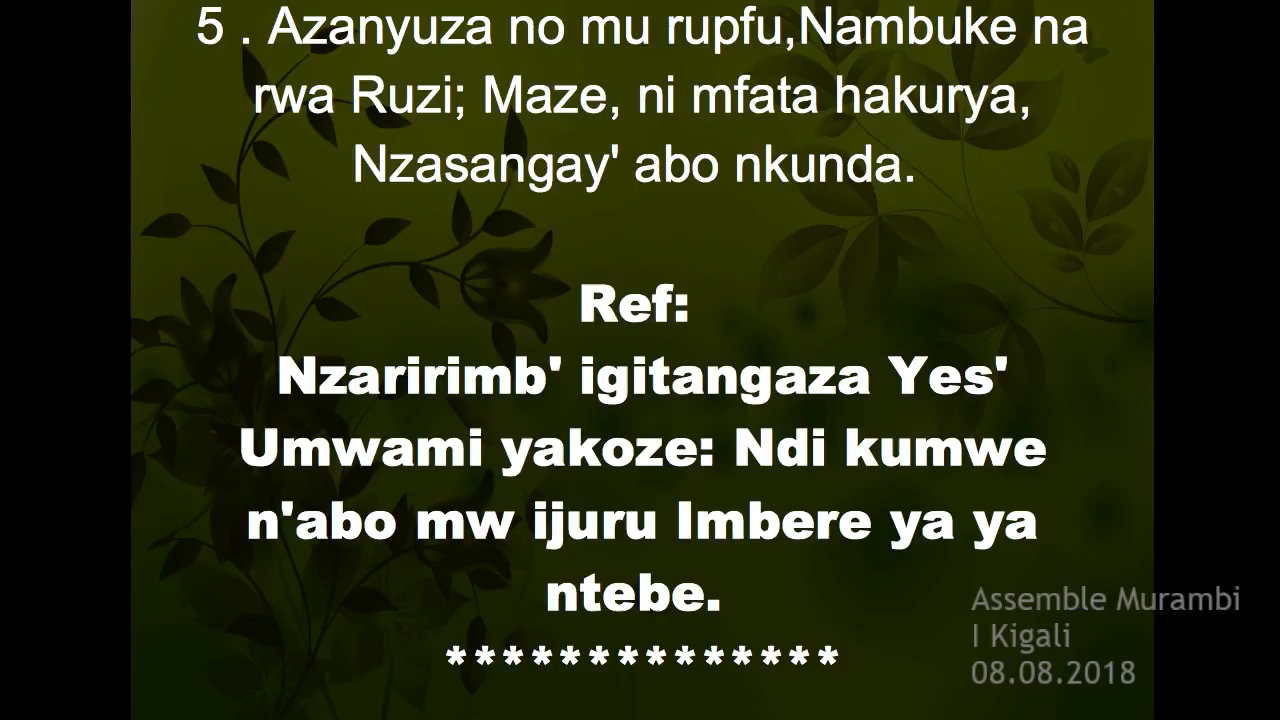 5 . Azanyuza no mu rupfu,Nambuke na
rwa Ruzi; Maze, ni mfata hakurya,
Nzasangay' abo nkunda.
Ref:
Nzaririmb' igitangaza Yes'
Umwami yakoze: Ndi kumwe
n'abo mw ijuru Imbere ya ya
ntebe.
**************
Assemble Murambi
I Kigali
08.08.2018